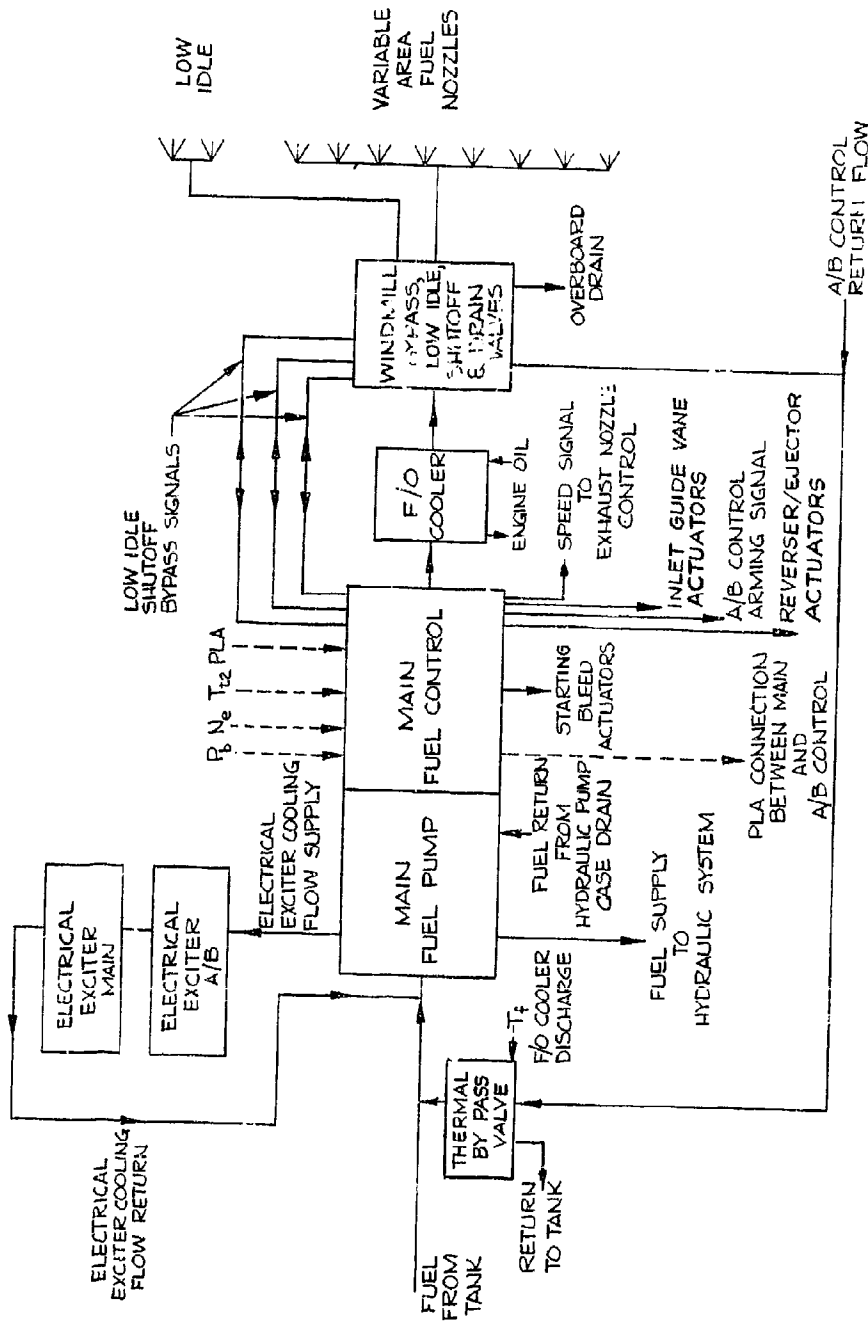 ELECTRICAL
EXCITER COOLING
FLOW RETURN
ELECTRICAL
EXCITER
MAIN
ELECTRICAL
EXCITER
A/B
ELECTRICAL
EXCITER COOLING
FLOW SUPPLY
FUEL
FROM
TANK
THERMAL
BY PASS
VALVE
RETURN
TO TANK
Tf
F/O COOLER
DISCHARGE
MAIN
FUEL PUMP
FUEL SUPPLY
TO
HYDRAULIC SYSTEM
FUEL RETURN
FROM
HYDRAULIC PUMP
CASE DRAIN
Pb Ne Tt2 PLA
MAIN
FUEL CONTROL
STARTING
BLEED
ACTUATORS
PLA CONNECTION
BETWEEN MAIN
AND
A/B CONTROL
LOW IDLE
SHUTOFF
BYPASS SIGNALS
F/O
COOLER
ENGINE OIL
SPEED SIGNAL
TO
EXHAUST NOZZLE
CONTROL
INLET GUIDE VANE
ACTUATORS
A/B CONTROL
ARMING SIGNAL
REVERSER/EJECTOR
ACTUATORS
WINDMILL
BYPASS,
LOW IDLE,
SHUTOFF
& DRAIN
VALVES
OVERBOARD
DRAIN
LOW
IDLE
VARIABLE
AREA
FUEL
NOZZLES
A/B CONTROL
RETURN FLOW